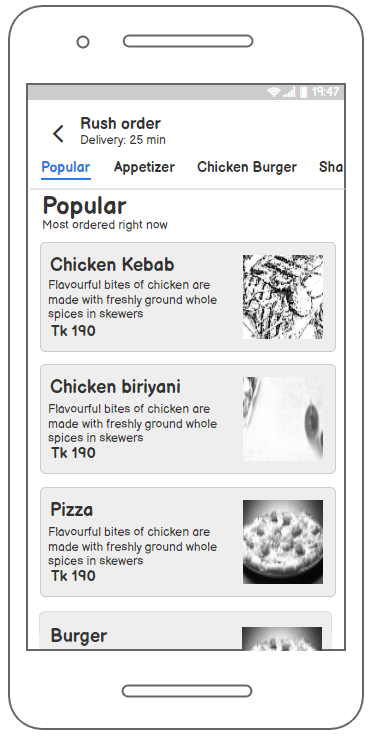 19:47
Rush order
Delivery: 25 min
Popular Appetizer Chicken Burger Sha
Popular
Most ordered right now
Chicken Kebab
Flavourful bites of chicken are
made with freshly ground whole
spices in skewers
Tk 190
Chicken biriyani
Flavourful bites of chicken are
made with freshly ground whole
spices in skewers
Tk 190
Pizza
Flavourful bites of chicken are
made with freshly ground whole
spices in skewers
Tk 190
Burger